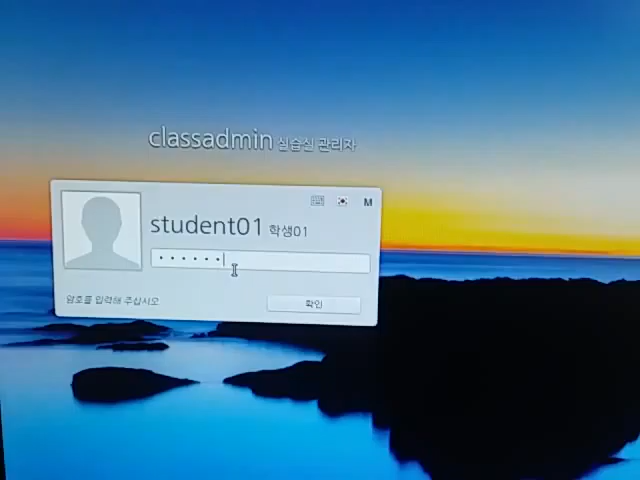 classadmin 실습실 관리자
M
student01 학생01
암호를 입력해 주십시오
확인